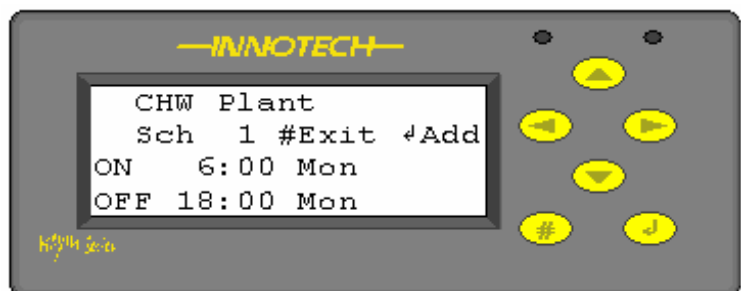 INNOTECH
CHW Plant
Sch 1 #Exit ↲Add
ON 6:00 Mon
OFF 18:00 Mon
#